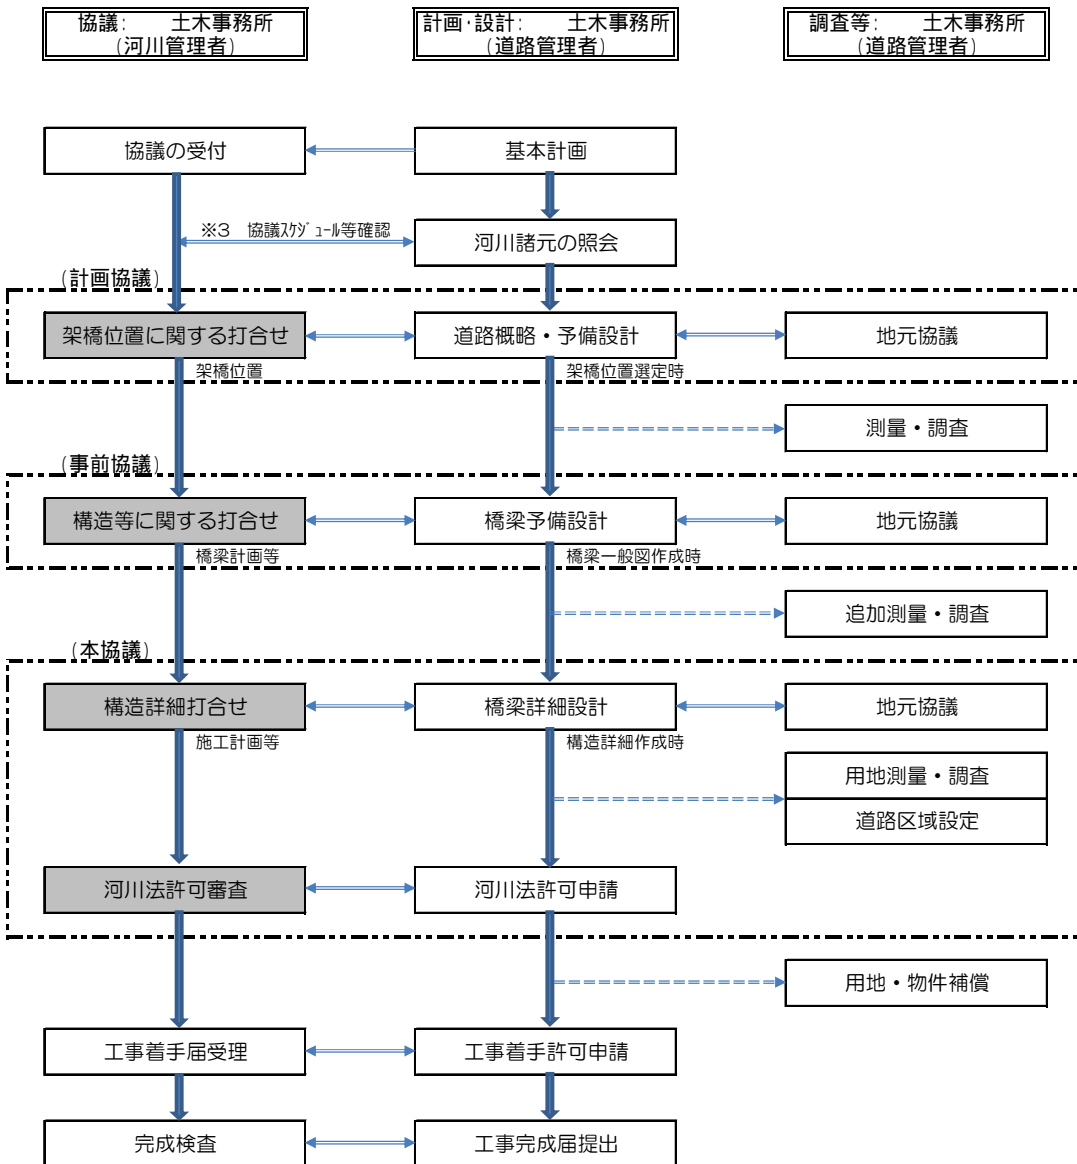 協議：　土木事務所
（河川管理者）
計画・設計：　土木事務所
（道路管理者）
調査等：　土木事務所
（道路管理者）
協議の受付
基本計画
※3　協議ｽｹｼﾞｭｰﾙ等確認
河川諸元の照会
（計画協議）
架橋位置に関する打合せ
道路概略・予備設計
地元協議
架橋位置
架橋位置選定時
測量・調査
（事前協議）
構造等に関する打合せ
橋梁予備設計
地元協議
橋梁計画等
橋梁一般図作成時
追加測量・調査
（本協議）
構造詳細打合せ
橋梁詳細設計
地元協議
施工計画等
構造詳細作成時
用地測量・調査
道路区域設定
河川法許可審査
河川法許可申請
用地・物件補償
工事着手届受理
工事着手許可申請
完成検査
工事完成届提出